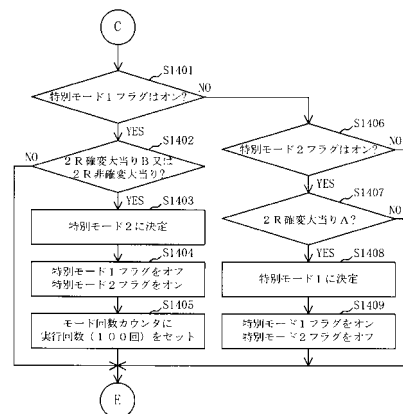 C
S1401
特別モード１フラグはオン？
NO
YES
S1402
NO
２Ｒ確変大当りＢ又は
２Ｒ非確変大当り？
YES
S1403
特別モード２に決定
S1404
特別モード１フラグをオフ
特別モード２フラグをオン
S1405
モード回数カウンタに
実行回数（１００回）をセット
S1406
特別モード２フラグはオン？
NO
YES
S1407
２Ｒ確変大当りＡ？
NO
YES
S1408
特別モード１に決定
S1409
特別モード１フラグをオン
特別モード２フラグをオフ
E